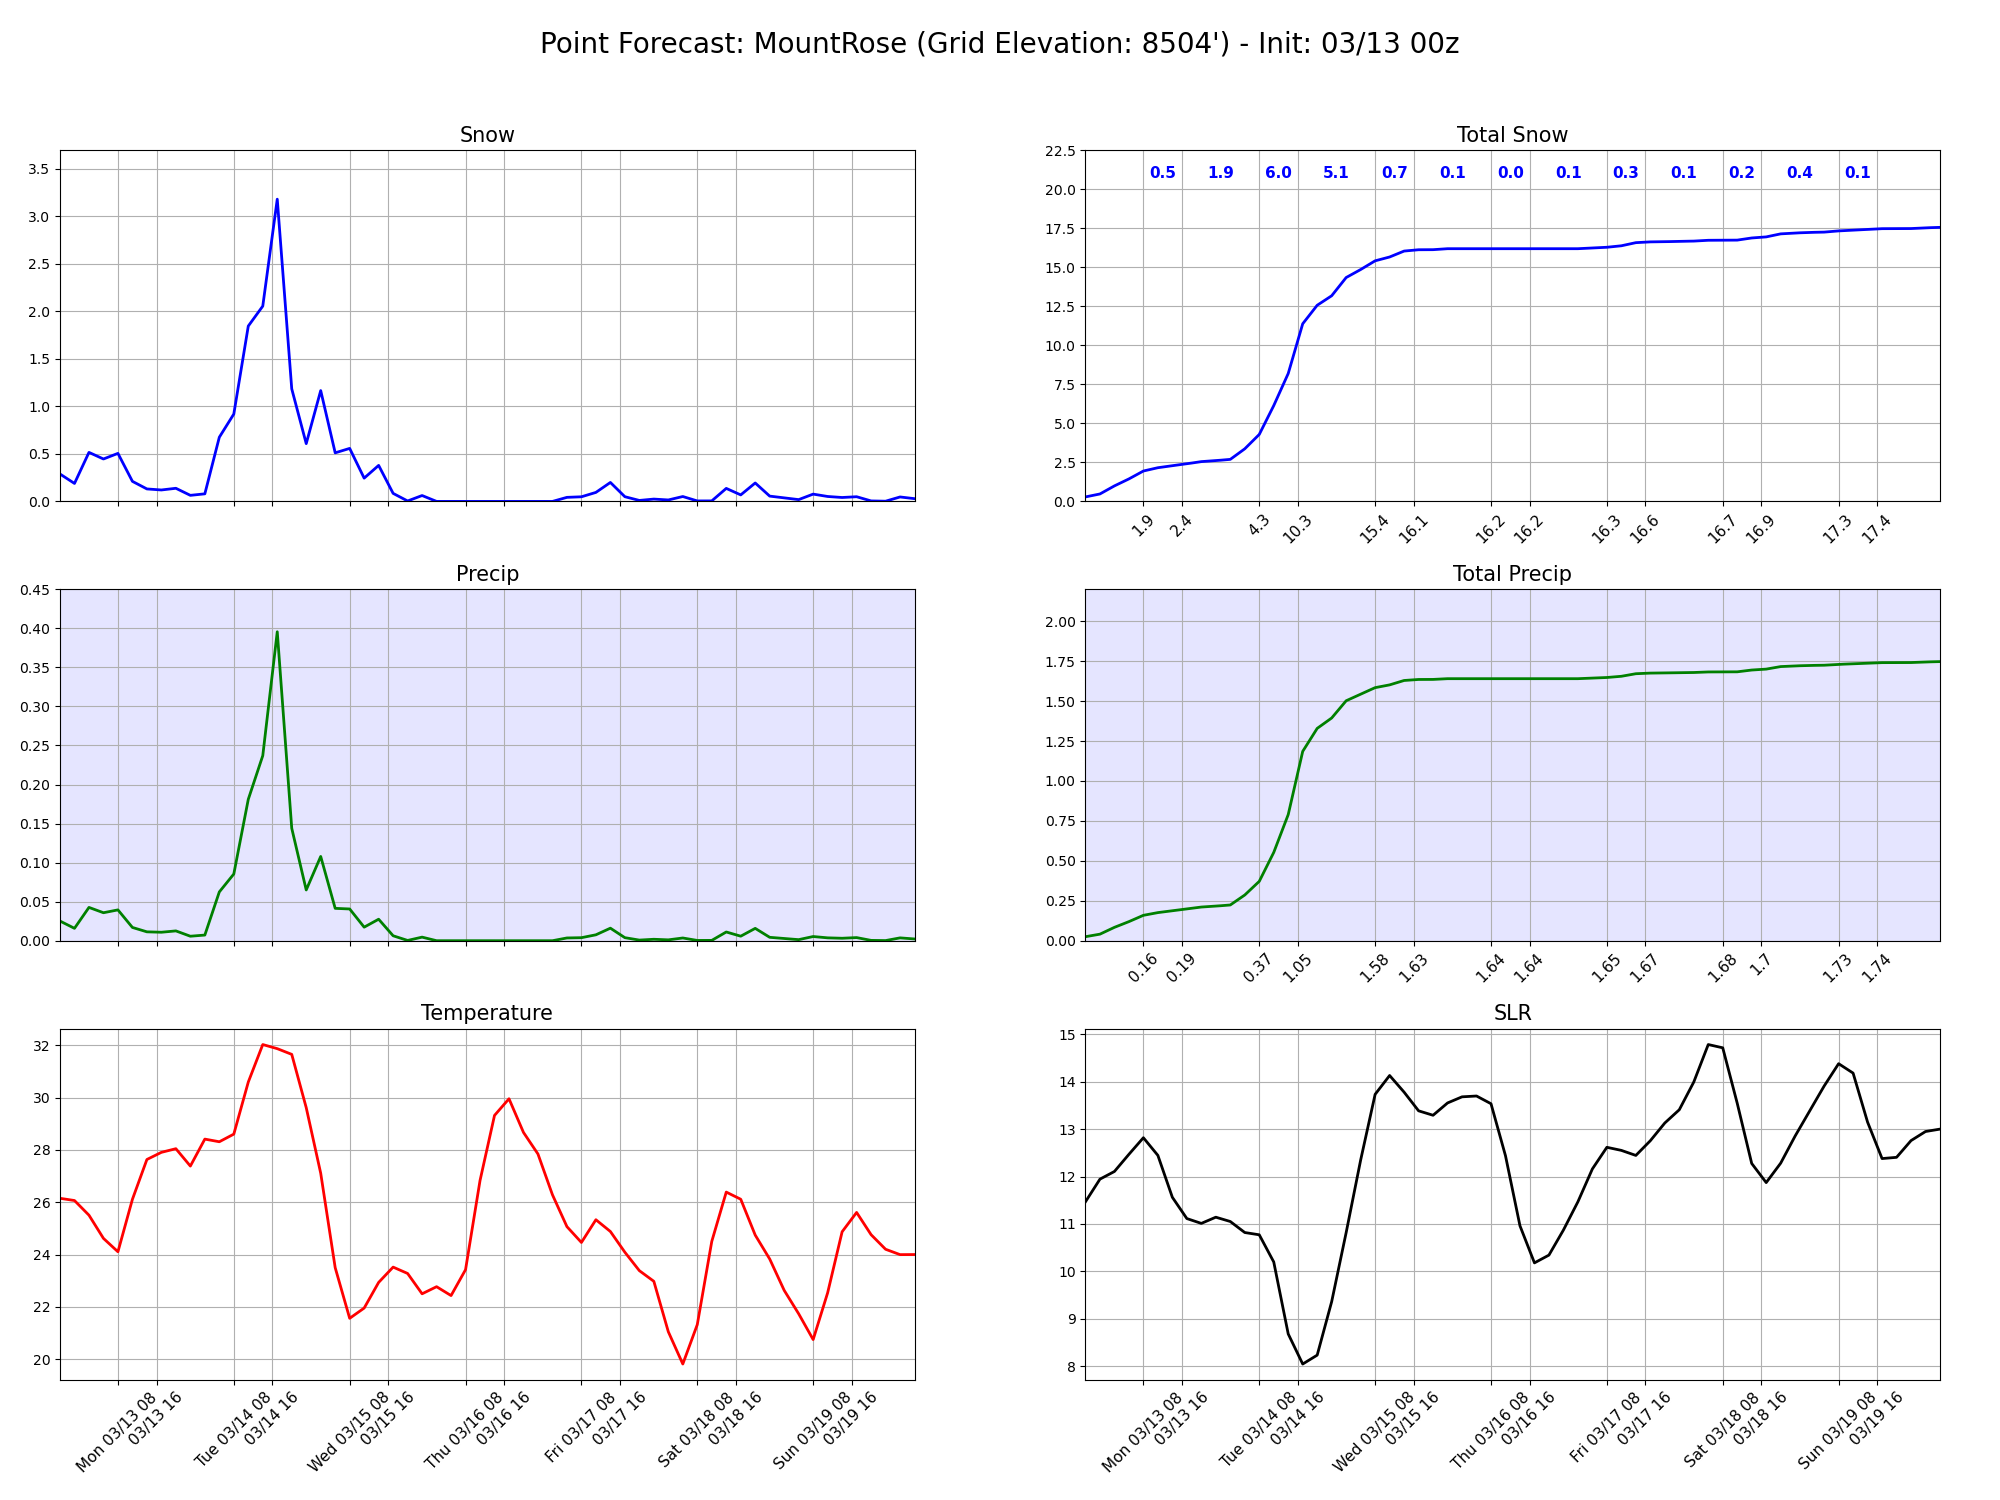 Point Forecast: MountRose (Grid Elevation: 8504') - Init: 03/13 00z
Snow
3.5
3.0
2.5
2.0
1.5
1.0
0.5
0.0
Total Snow
22.5
20.0
17.5
15.0
12.5
10.0
7.5
5.0
2.5
0.0
0.5 1.9 6.0 5.1 0.7 0.1 0.0 0.1 0.3 0.1 0.2 0.4 0.1
1.9 2.4 4.3 10.3 15.4 16.1 16.2 16.2 16.3 16.6 16.7 16.9 17.3 17.4
Precip
0.45
0.40
0.35
0.30
0.25
0.20
0.15
0.10
0.05
0.00
Total Precip
2.00
1.75
1.50
1.25
1.00
0.75
0.50
0.25
0.00
0.16 0.19 0.37 1.05 1.58 1.63 1.64 1.64 1.65 1.67 1.68 1.7 1.73 1.74
Temperature
32
30
28
26
24
22
20
Mon 03/13 08
03/13 16
Tue 03/14 08
03/14 16
Wed 03/15 08
03/15 16
Thu 03/16 08
03/16 16
Fri 03/17 08
03/17 16
Sat 03/18 08
03/18 16
Sun 03/19 08
03/19 16
SLR
15
14
13
12
11
10
9
8
Mon 03/13 08
03/13 16
Tue 03/14 08
03/14 16
Wed 03/15 08
03/15 16
Thu 03/16 08
03/16 16
Fri 03/17 08
03/17 16
Sat 03/18 08
03/18 16
Sun 03/19 08
03/19 16